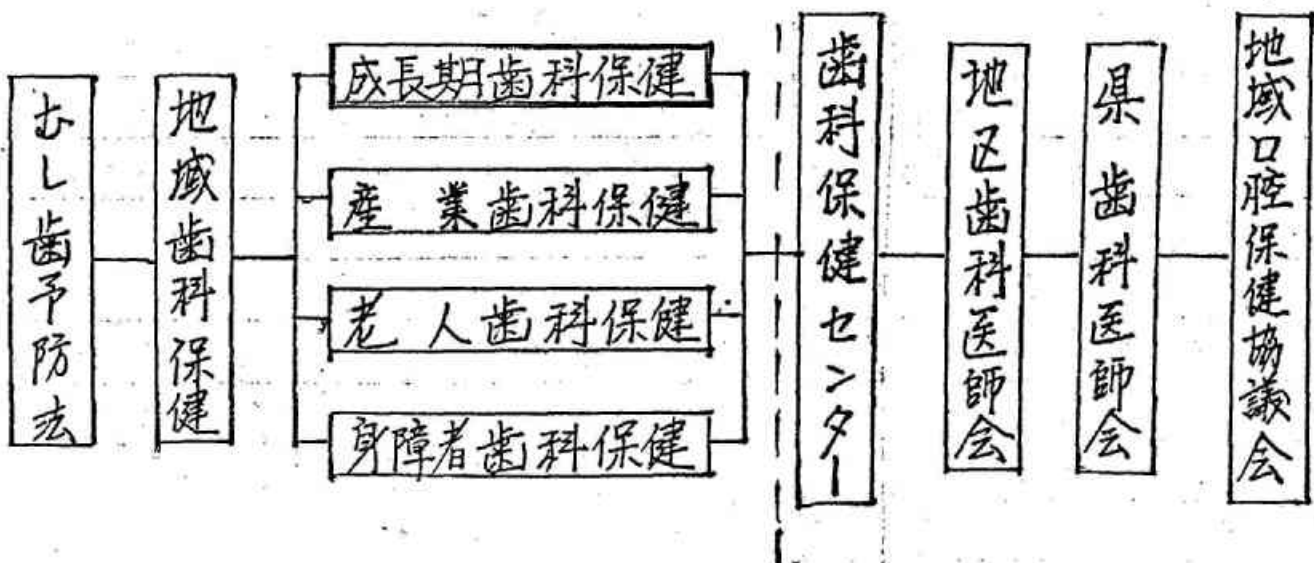 むし歯予防法
地域歯科保健
成長期歯科保健
産業歯科保健
老人歯科保健
身障者歯科保健
歯科保健センター
地区歯科医師会
県歯科医師会
地域口腔保健協議会